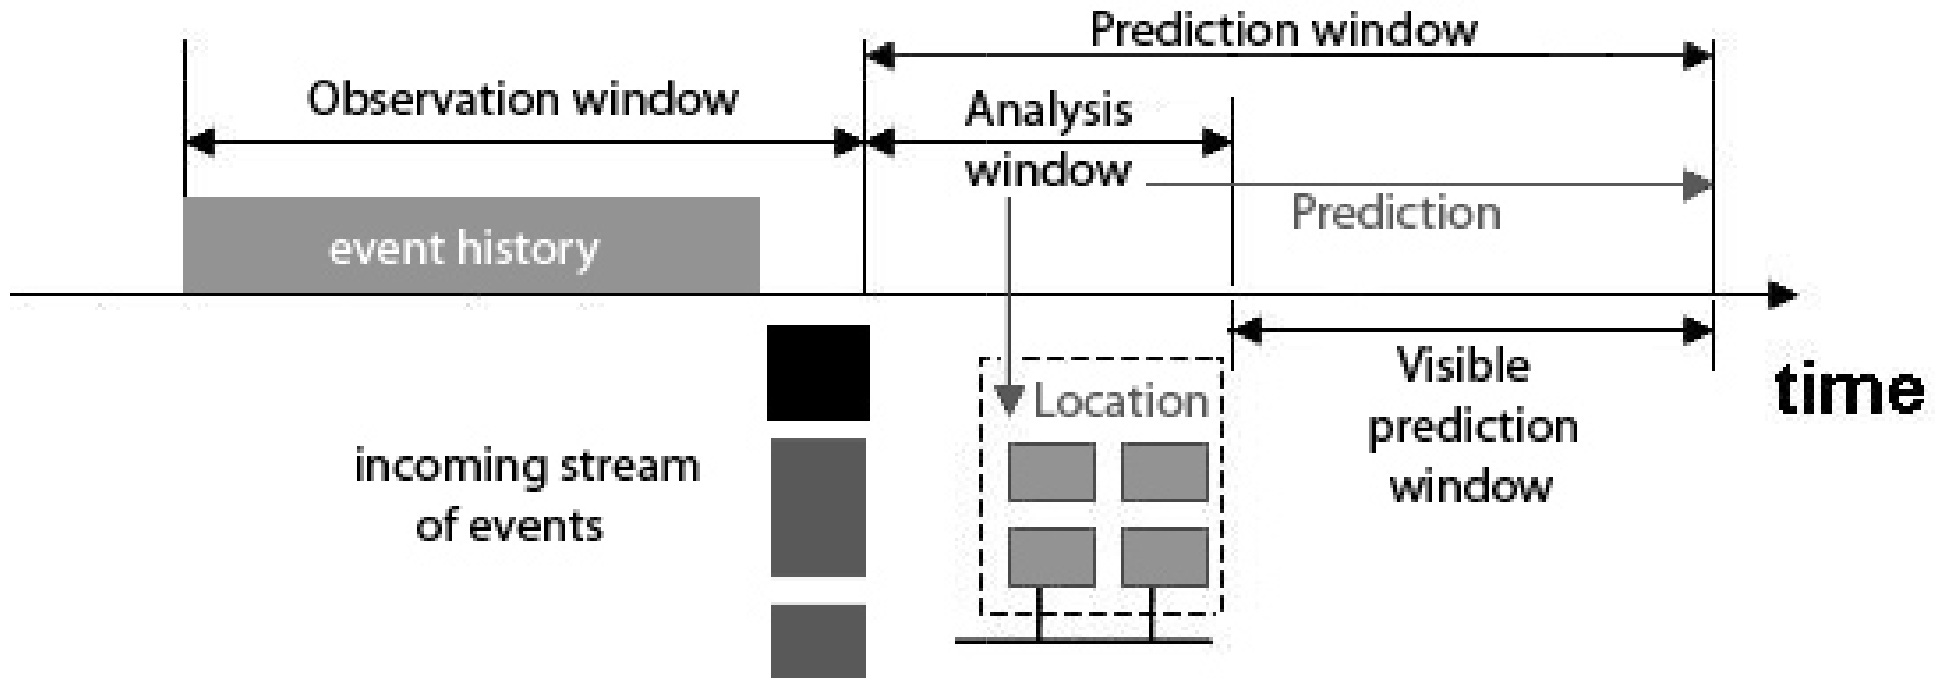 Prediction window
Observation window
Analysis
window
Prediction
event history
Visible
prediction
window
time
Location
incoming stream
of events